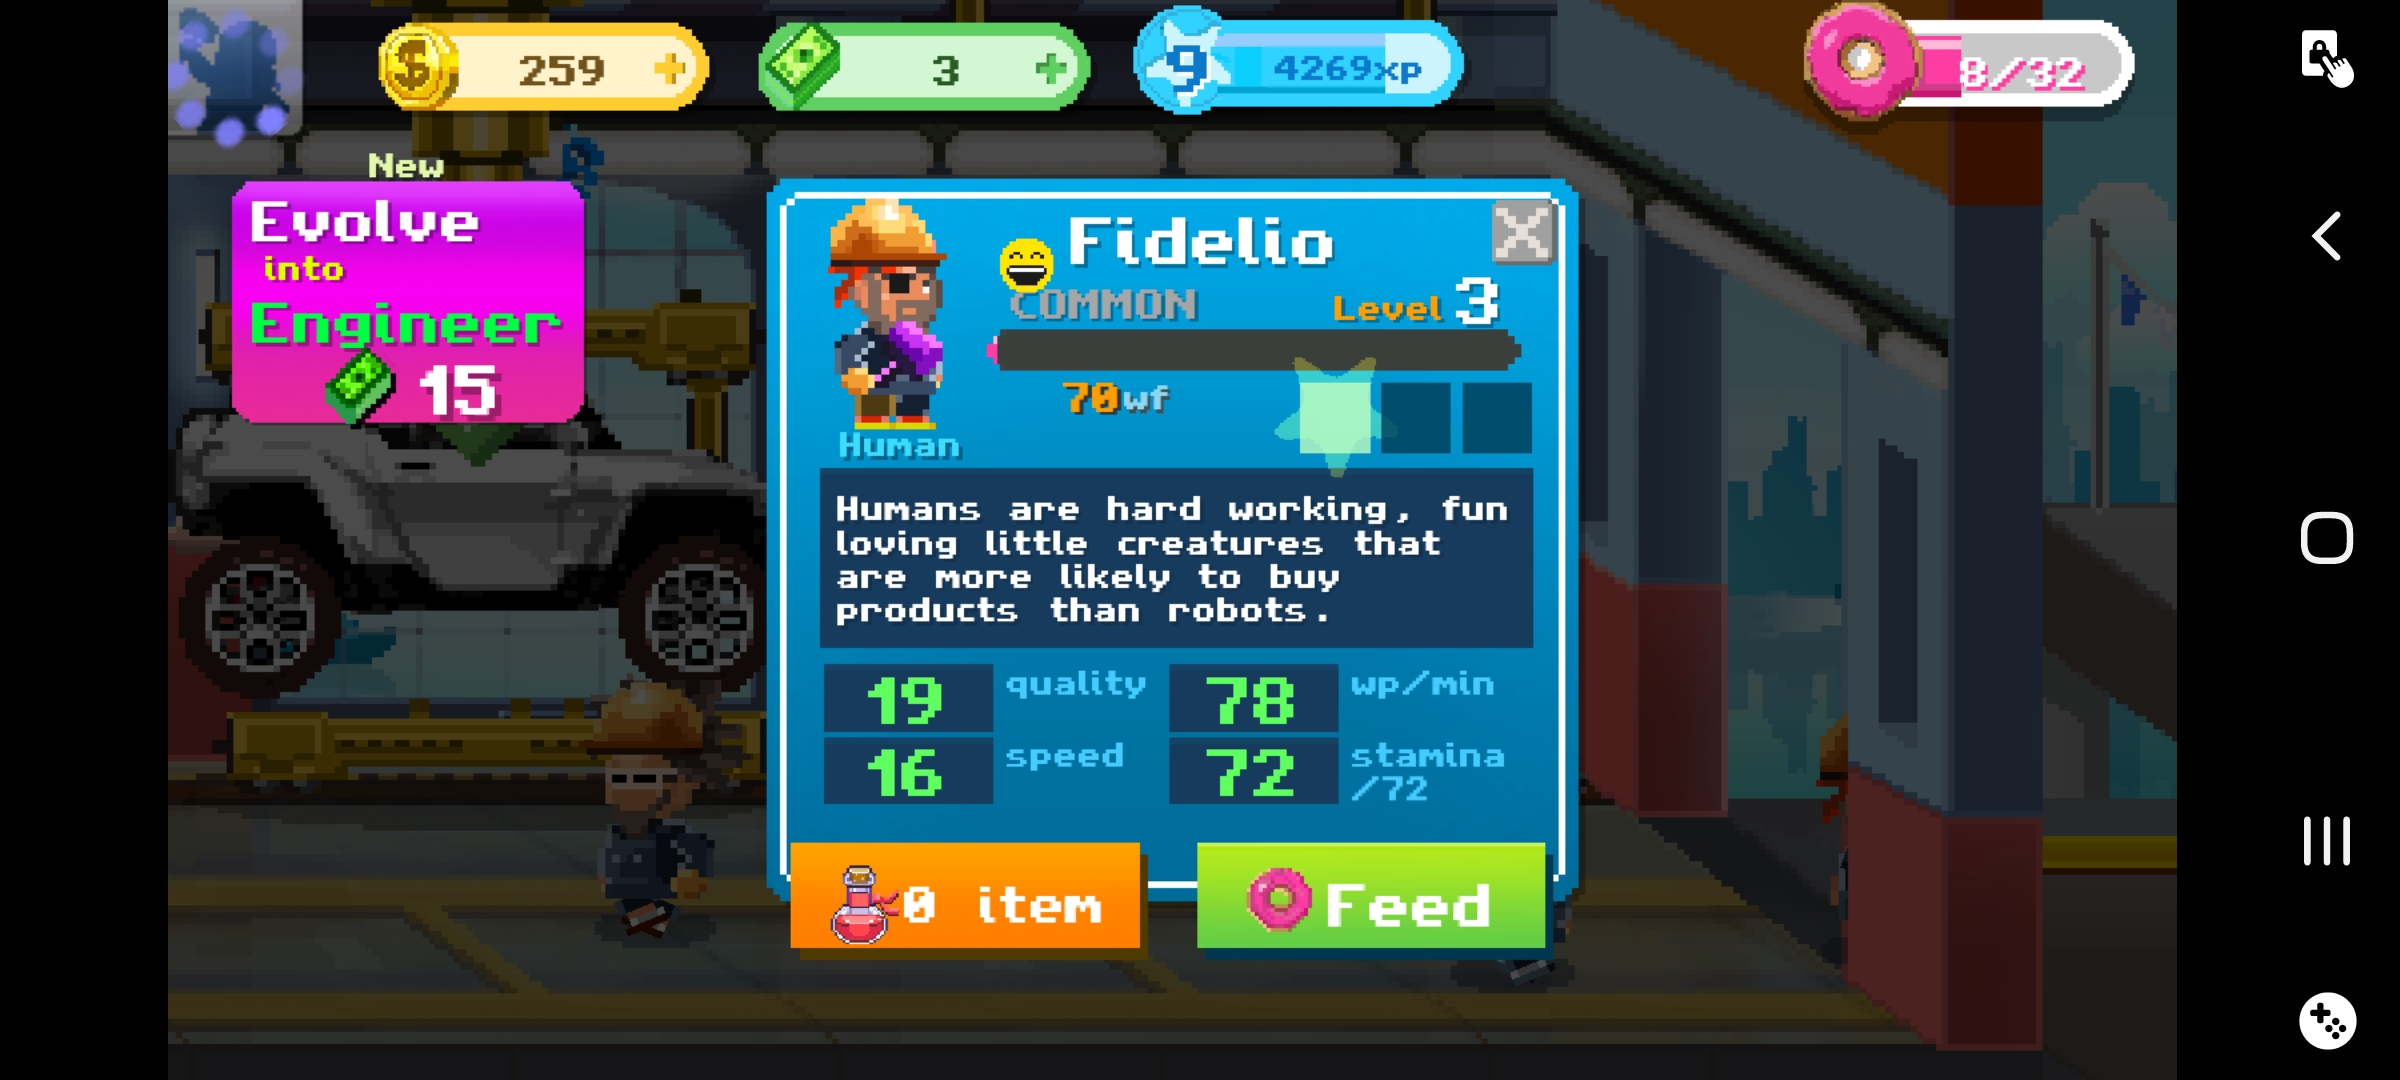 259 +
3 +
9 4269xp
8/32
New
Evolve
into
Engineer
15
Fidelio
COMMON Level 3
70wf
Human
Humans are hard working, fun
loving little creatures that
are more likely to buy
products than robots.
19 quality 78 wp/min
16 speed 72 stamina
/72
0 item
Feed